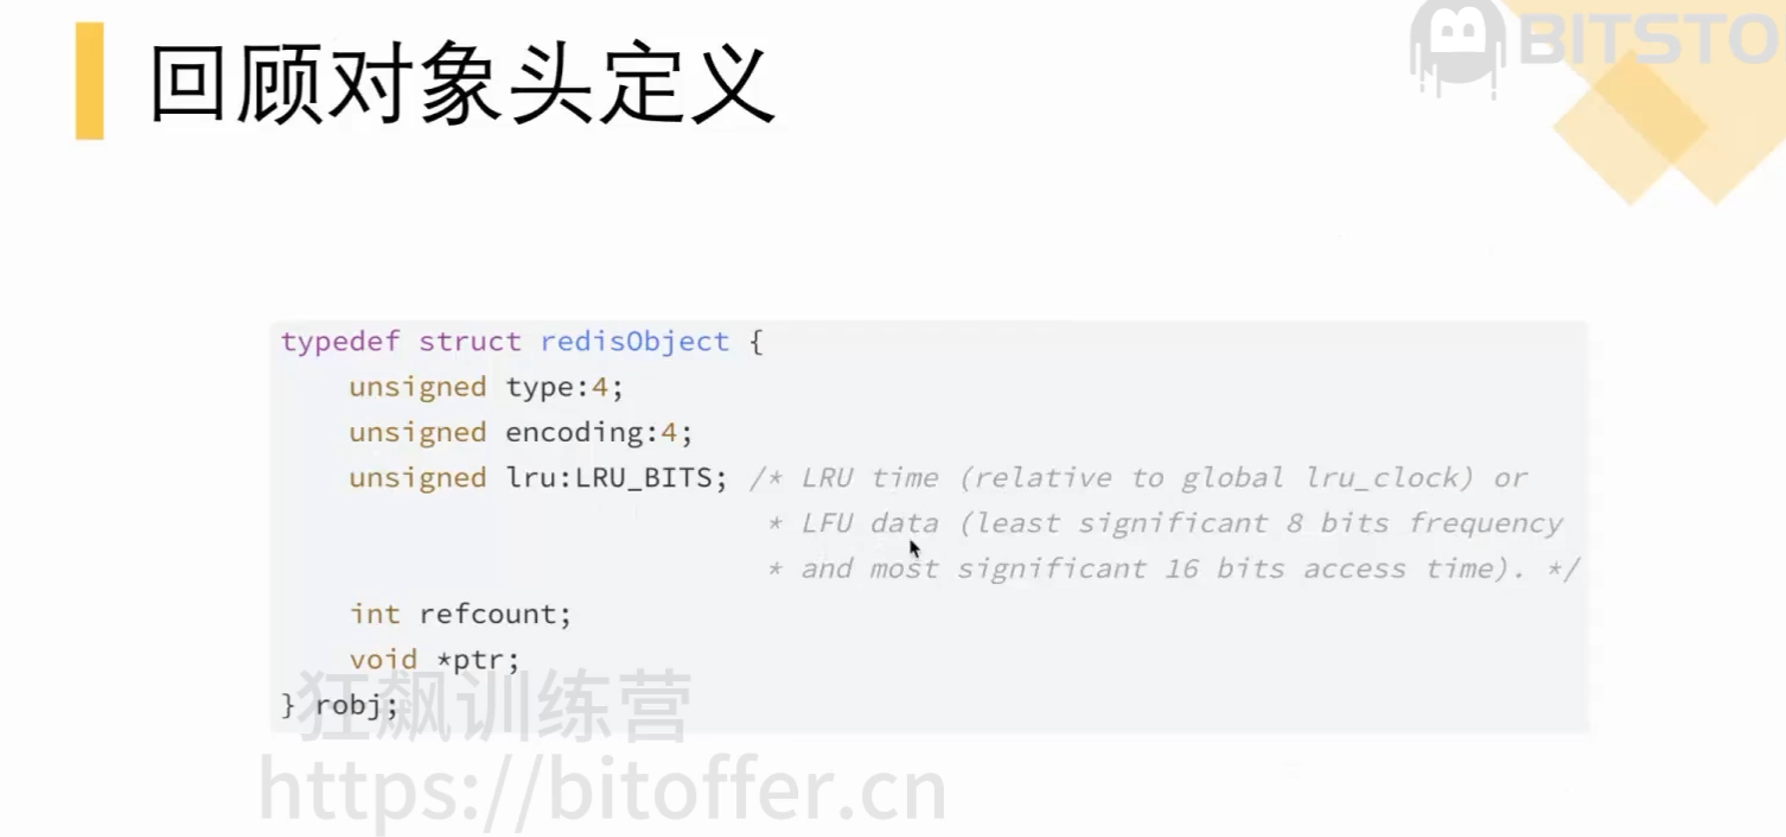 回顾对象头定义
BITSTO
typedef struct redisObject {
    unsigned type:4;
    unsigned encoding:4;
    unsigned lru:LRU_BITS; /* LRU time (relative to global lru_clock) or
                            * LFU data (least significant 8 bits frequency
                            * and most significant 16 bits access time). */
    int refcount;
    void *ptr;
} robj;
狂飙训练营
https://bitoffer.cn